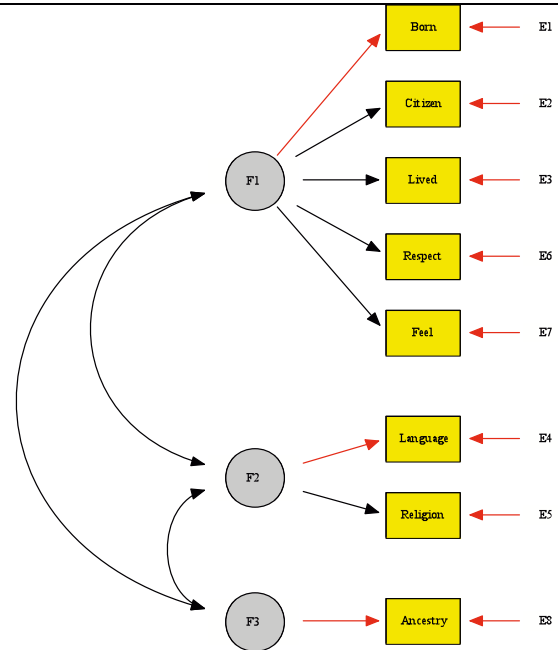 Born E1
Citizen E2
F1 Lived E3
Respect E6
Feel E7
Language E4
F2
Religion E5
F3 Ancestry E8